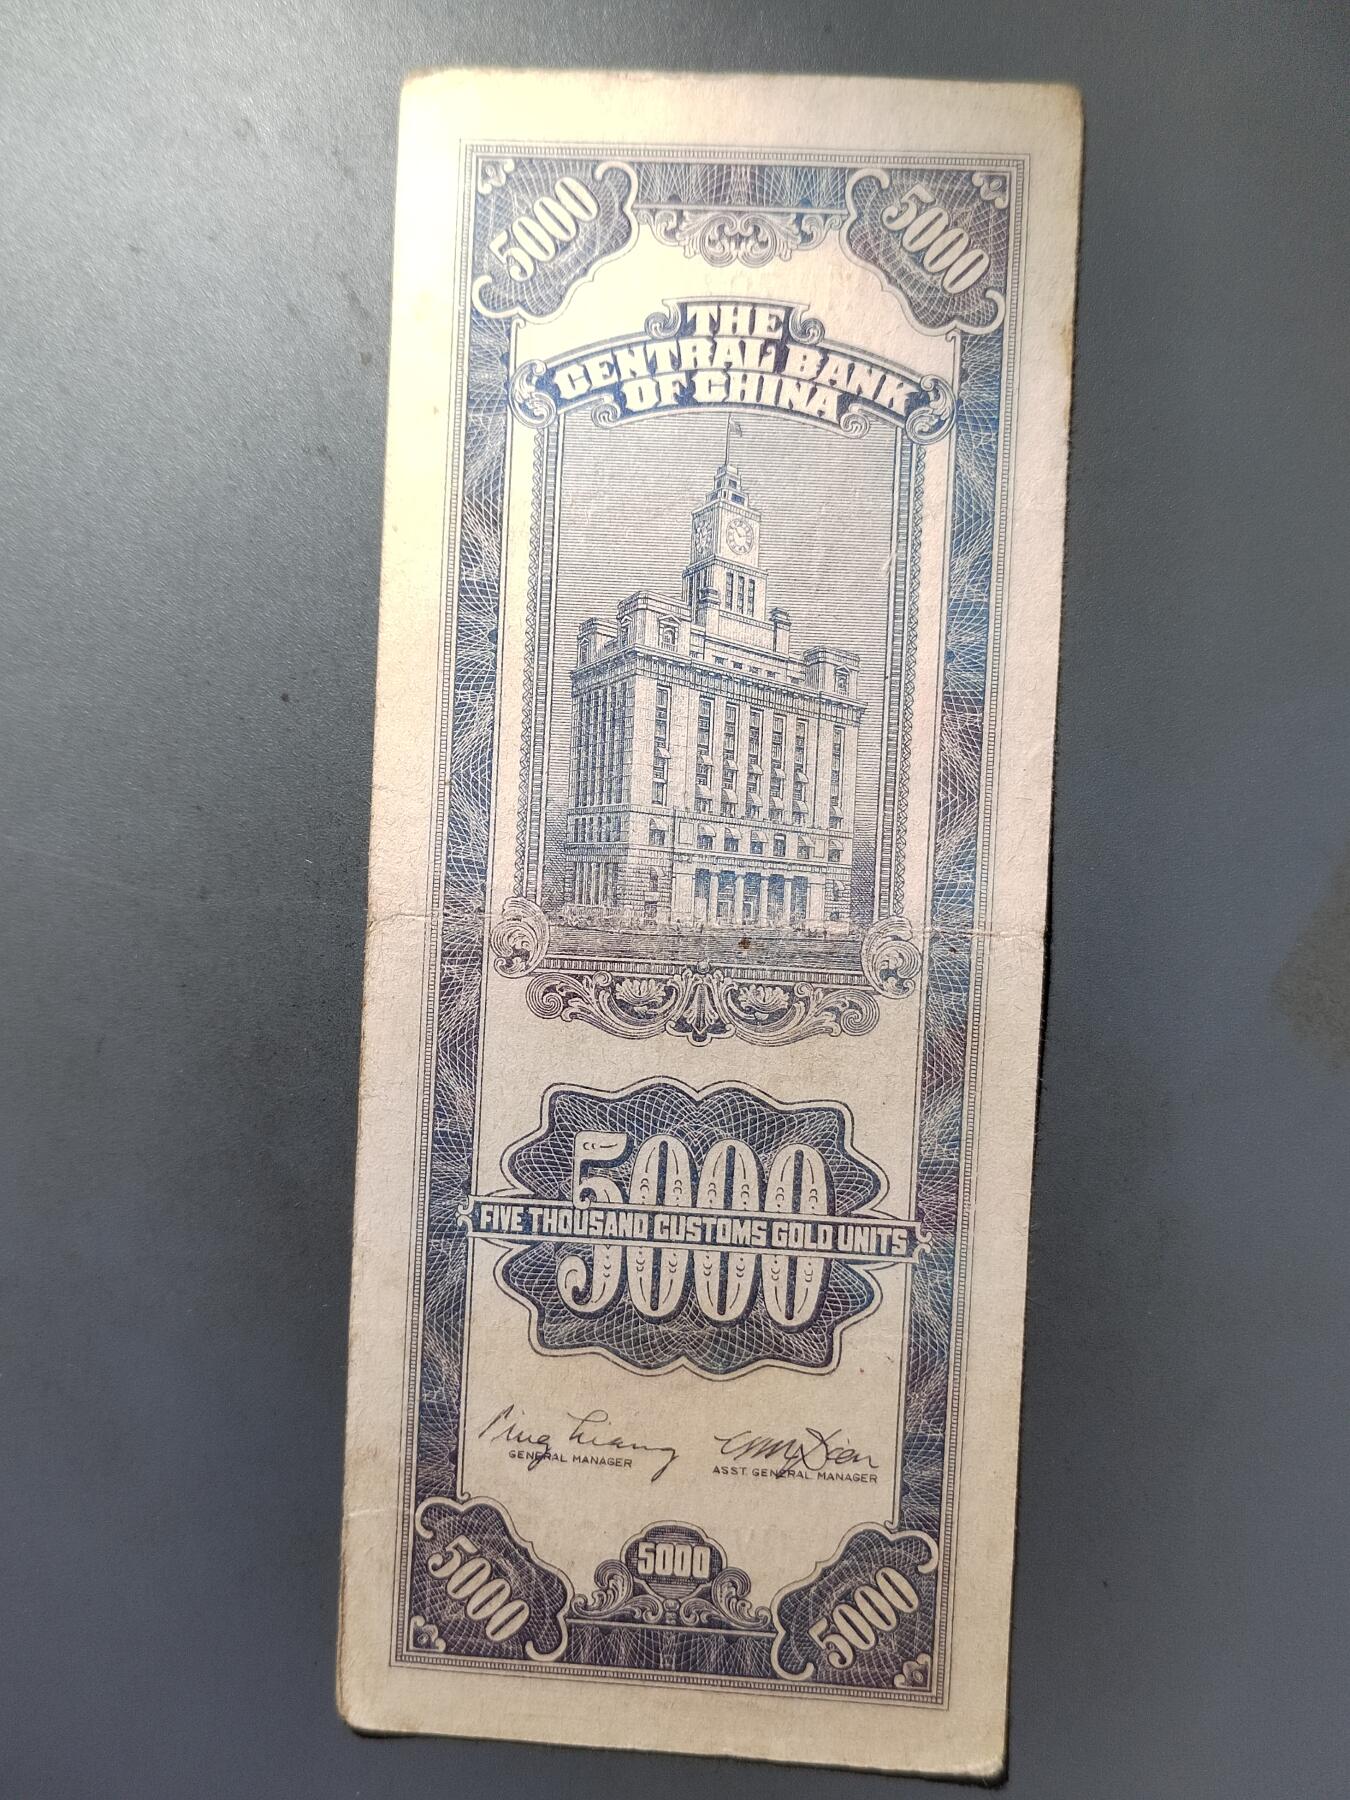 5000 5000
THE
CENTRAL BANK
OF CHINA
5000
FIVE THOUSAND CUSTOMS GOLD UNITS
GENERAL MANAGER
ASST. GENERAL MANAGER
5000 5000 5000